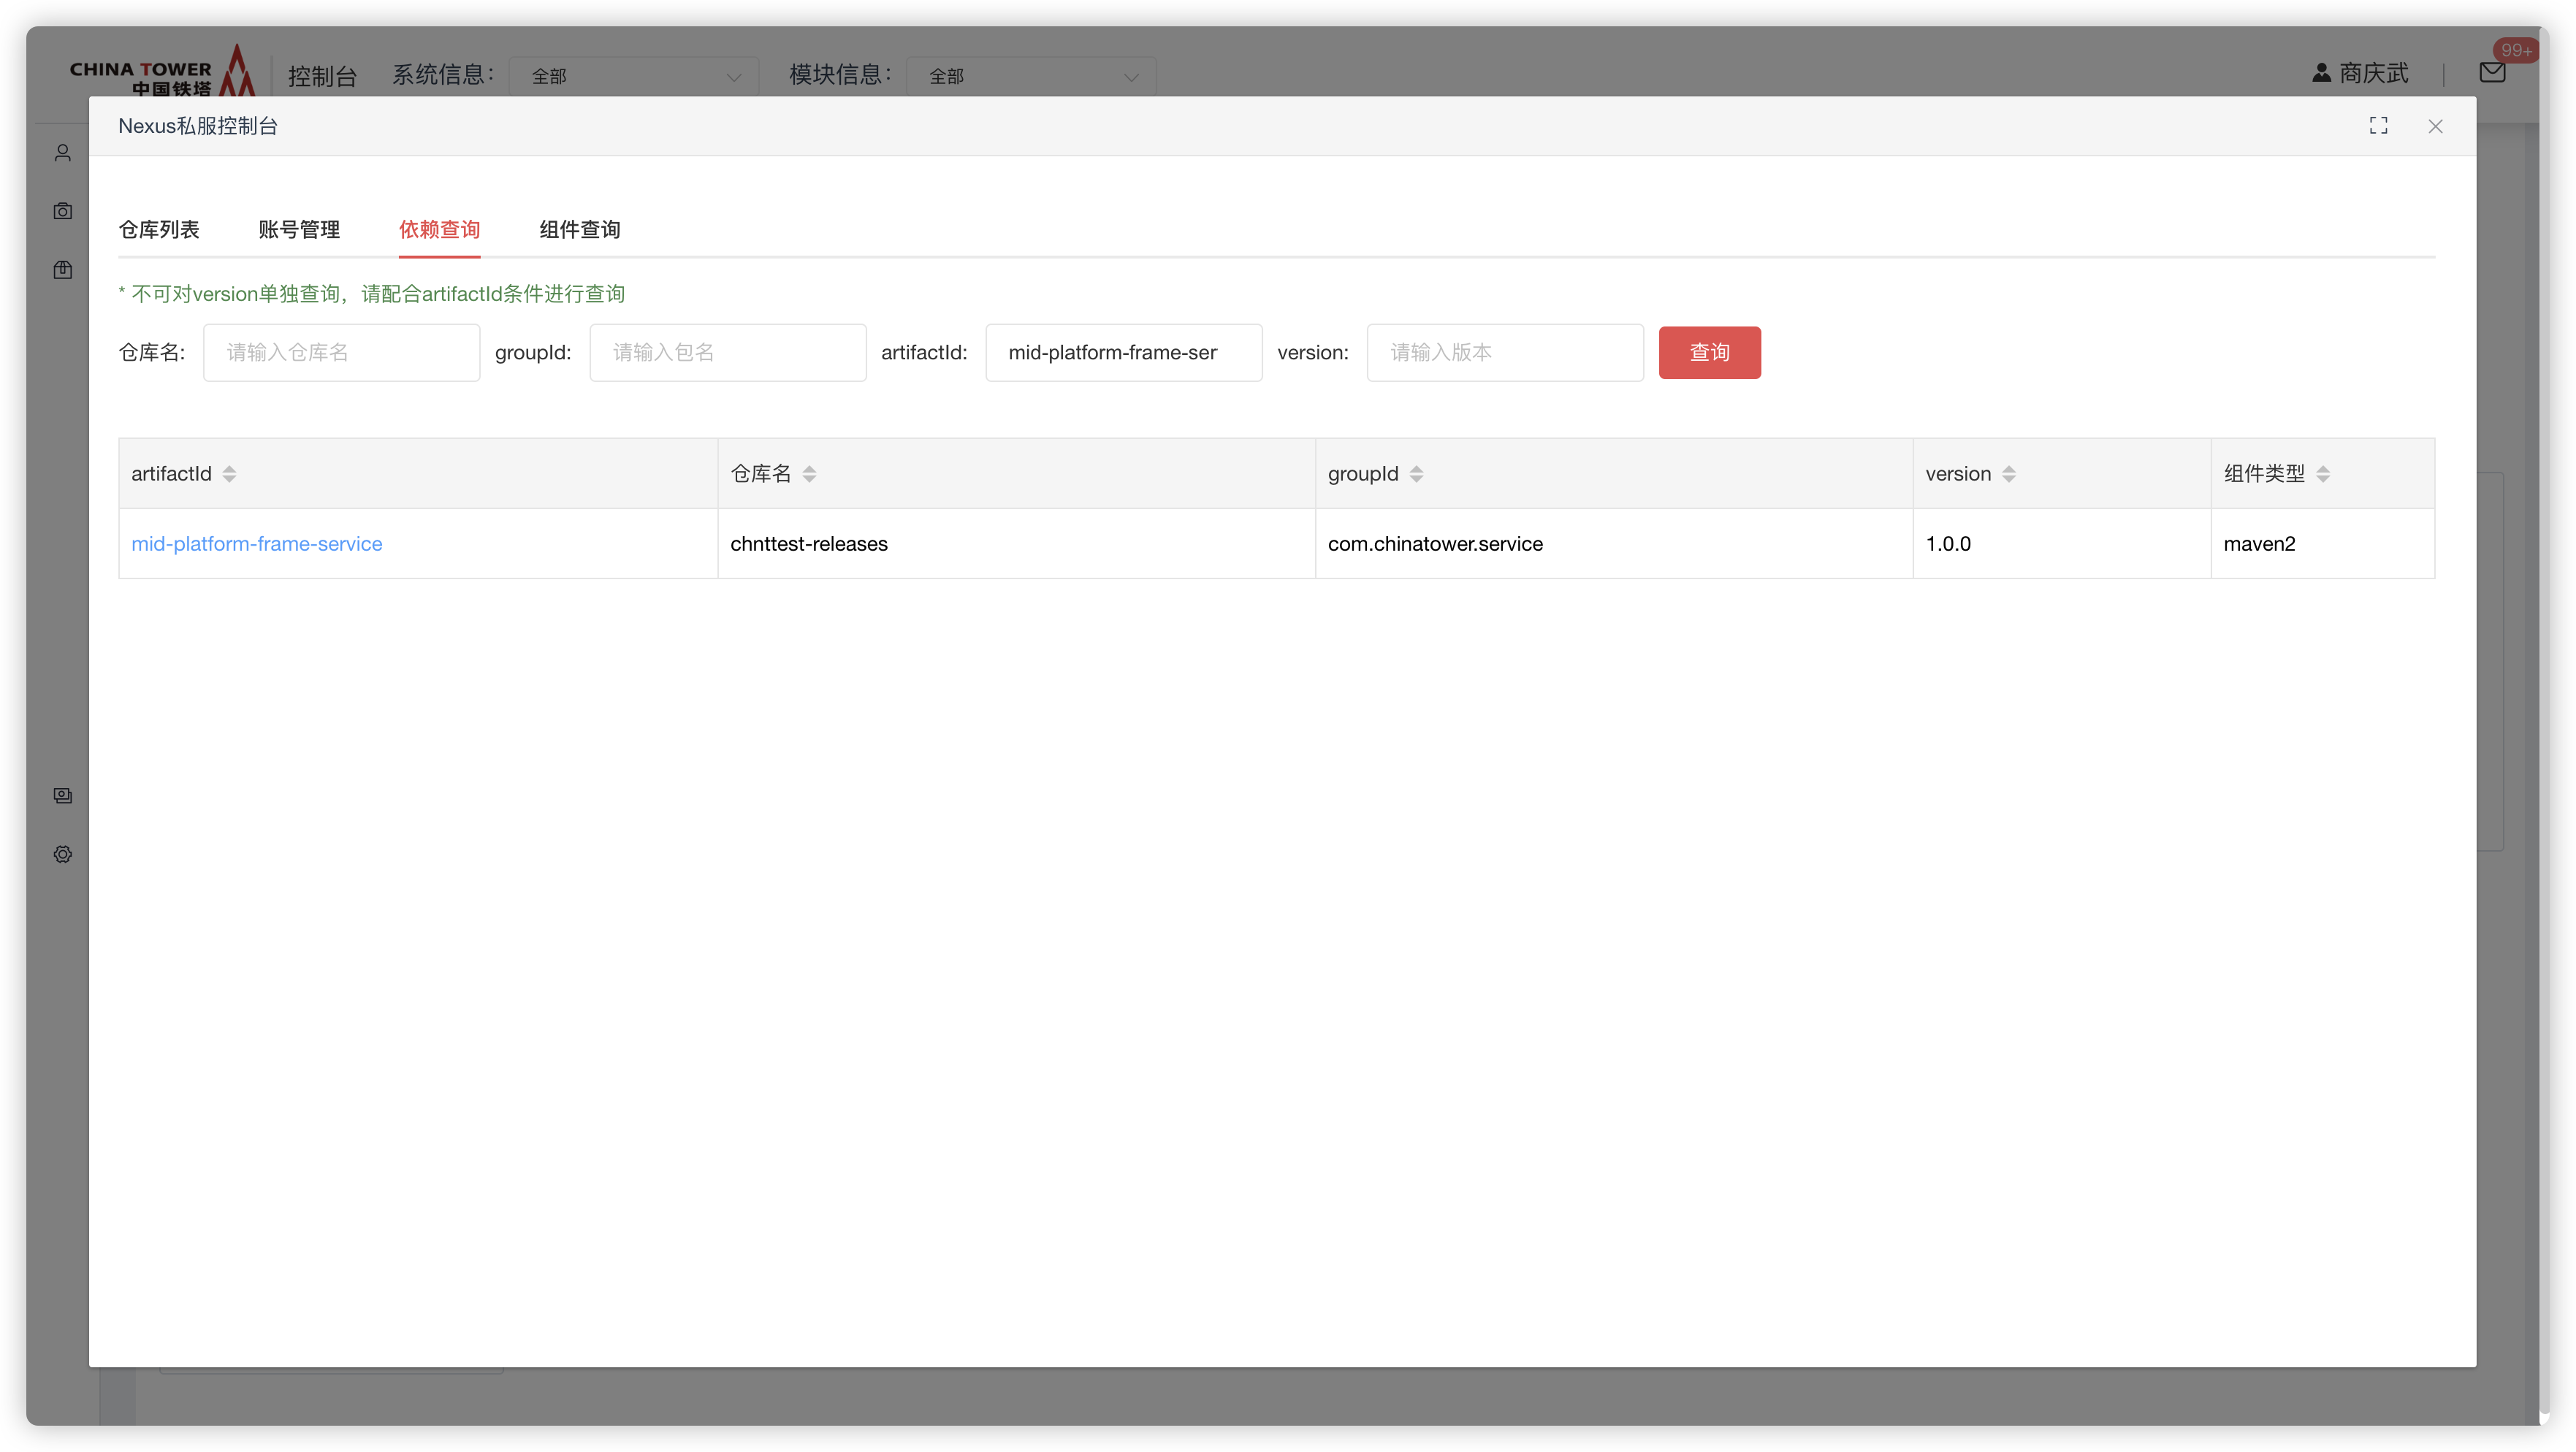 CHINA TOWER
中国铁塔
控制台
系统信息：
全部
模块信息：
全部
商庆武
99+
Nexus私服控制台
仓库列表
账号管理
依赖查询
组件查询
* 不可对version单独查询，请配合artifactId条件进行查询
仓库名:
请输入仓库名
groupId:
请输入包名
artifactId:
mid-platform-frame-ser
version:
请输入版本
查询
artifactId
仓库名
groupId
version
组件类型
mid-platform-frame-service
chnttest-releases
com.chinatower.service
1.0.0
maven2